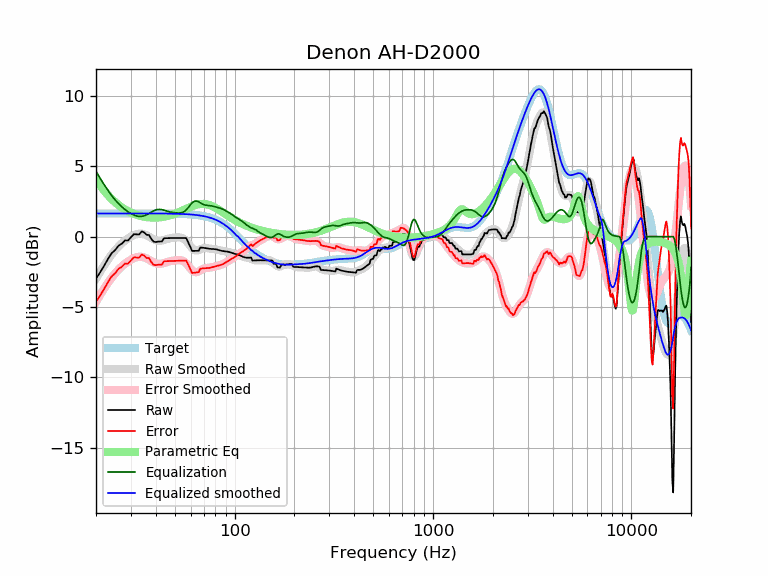 Denon AH-D2000
Amplitude (dBr)
10
5
0
−5
−10
−15
Target
Raw Smoothed
Error Smoothed
Raw
Error
Parametric Eq
Equalization
Equalized smoothed
100
1000
10000
Frequency (Hz)